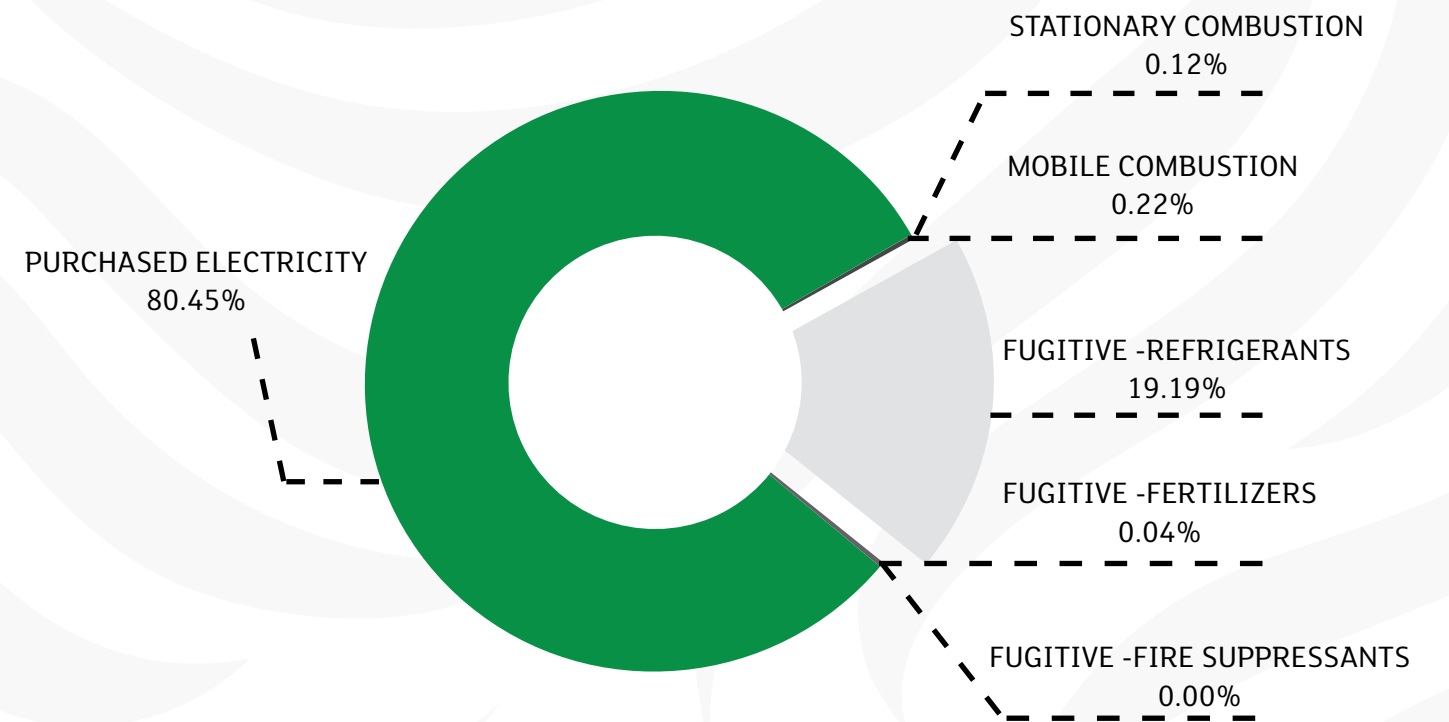 STATIONARY COMBUSTION
0.12%
MOBILE COMBUSTION
0.22%
PURCHASED ELECTRICITY
80.45%
FUGITIVE -REFRIGERANTS
19.19%
FUGITIVE -FERTILIZERS
0.04%
FUGITIVE -FIRE SUPPRESSANTS
0.00%